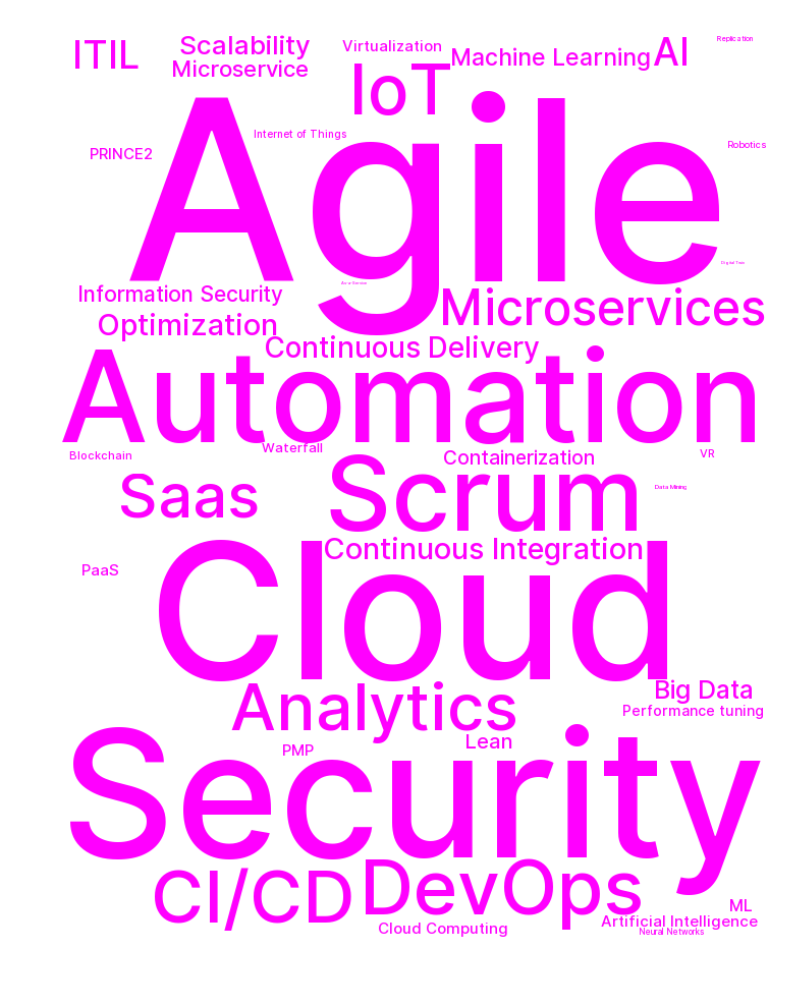 ITIL
Scalability
Microservice
Virtualization
Machine Learning
AI
Replication
IoT
Agile
Internet of Things
PRINCE2
Robotics
Digital Twin
Information Security
Microservices
Optimization
Continuous Delivery
Automation
Blockchain
Waterfall
Containerization
VR
Saas
Scrum
Data Mining
Continuous Integration
PaaS
Cloud
Analytics
Big Data
Performance tuning
PMP
Lean
Security
CI/CD
DevOps
ML
Artificial Intelligence
Cloud Computing
Neural Networks